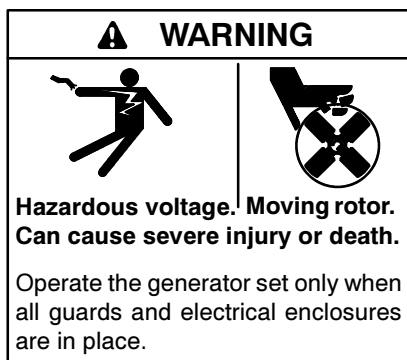 WARNING
Hazardous voltage. Moving rotor.
Can cause severe injury or death.
Operate the generator set only when
all guards and electrical enclosures
are in place.